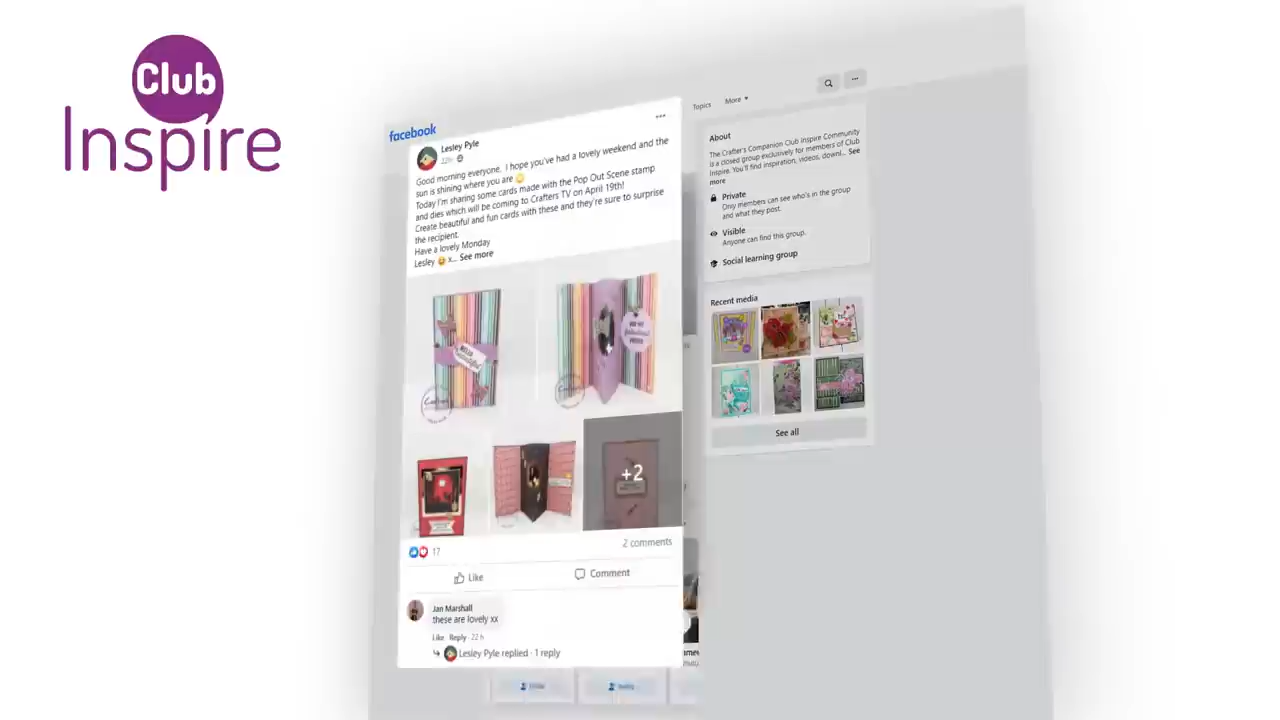 Club
Inspire
facebook
Lesley Pyle
22h
Good morning everyone. I hope you've had a lovely weekend and the
sun is shining where you are
Today I'm sharing some cards made with the Pop Out Scene stamp
and dies which will be coming to Crafters TV on April 19th!
Create beautiful and fun cards with these and they're sure to surprise
the recipient.
Have a lovely Monday
Lesley x... See more
+2
17
2 comments
Like
Comment
Jan Marshall
these are lovely xx
Like Reply 22 h
Lesley Pyle replied · 1 reply
Topics
More
About
The Crafter's Companion Club Inspire Community
is a closed group exclusively for members of Club
Inspire. You'll find inspiration, videos, downl... See
more
Private
Only members can see who's in the group
and what they post.
Visible
Anyone can find this group.
Social learning group
Recent media
See all